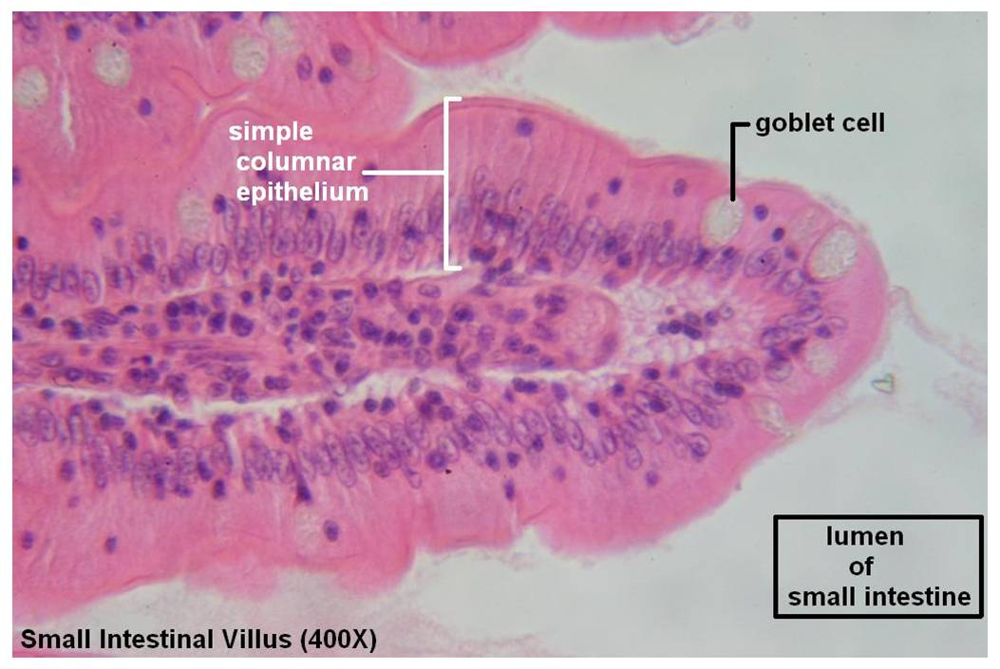 simple
columnar
epithelium
goblet cell
lumen
of
small intestine
Small Intestinal Villus (400X)